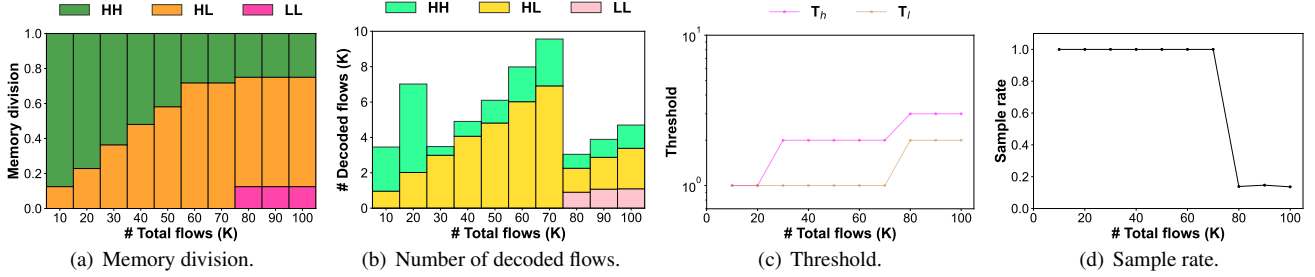 HH HL LL
Memory division
1.0
0.8
0.6
0.4
0.2
0.0
10 20 30 40 50 60 70 80 90 100
# Total flows (K)
(a) Memory division.
HH HL LL
# Decoded flows (K)
10
8
6
4
2
0
10 20 30 40 50 60 70 80 90 100
# Total flows (K)
(b) Number of decoded flows.
Th Tl
Threshold
10^1
10^0
0 20 40 60 80 100
# Total flows (K)
(c) Threshold.
Sample rate
1.0
0.8
0.6
0.4
0.2
0.0
0 20 40 60 80 100
# Total flows (K)
(d) Sample rate.